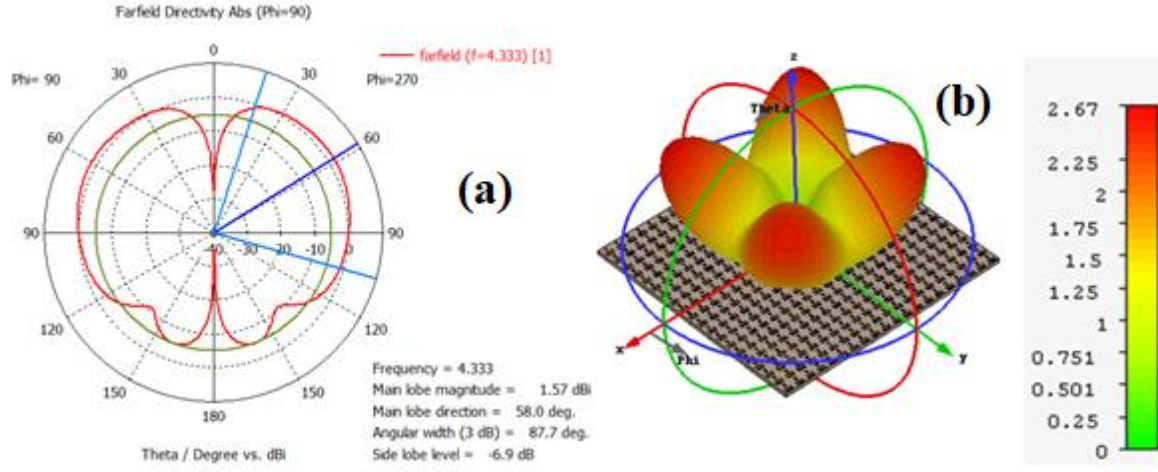 Farfield Directivity Abs (Phi=90)
farfield (f=4.333) [1]
0
30
30
Phi= 90
Phi=270
60
60
90
-40
-30
-20
-10
0
90
120
120
150
150
180
Theta / Degree vs. dBi
Frequency = 4.333
Main lobe magnitude = 1.57 dBi
Main lobe direction = 58.0 deg.
Angular width (3 dB) = 87.7 deg.
Side lobe level = -6.9 dB
(a)
z
Theta
(b)
x
Phi
y
2.67
2.25
2
1.75
1.5
1.25
1
0.751
0.501
0.25
0